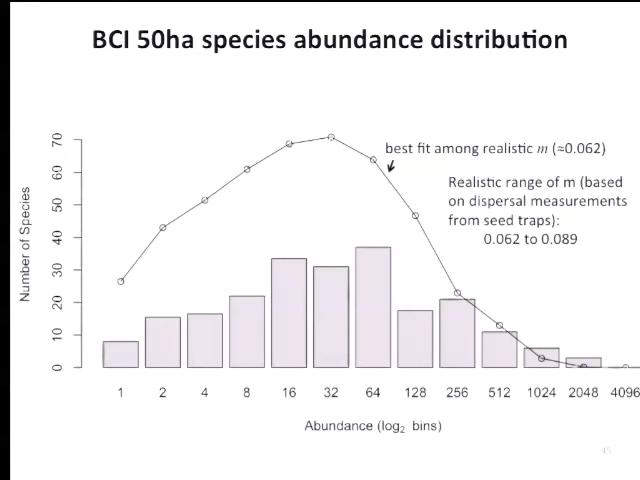 BCI 50ha species abundance distribution
best fit among realistic m (≈0.062)
Realistic range of m (based
on dispersal measurements
from seed traps):
0.062 to 0.089
Number of Species
70
60
50
40
30
20
10
0
1 2 4 8 16 32 64 128 256 512 1024 2048 4096
Abundance (log₂ bins)
45